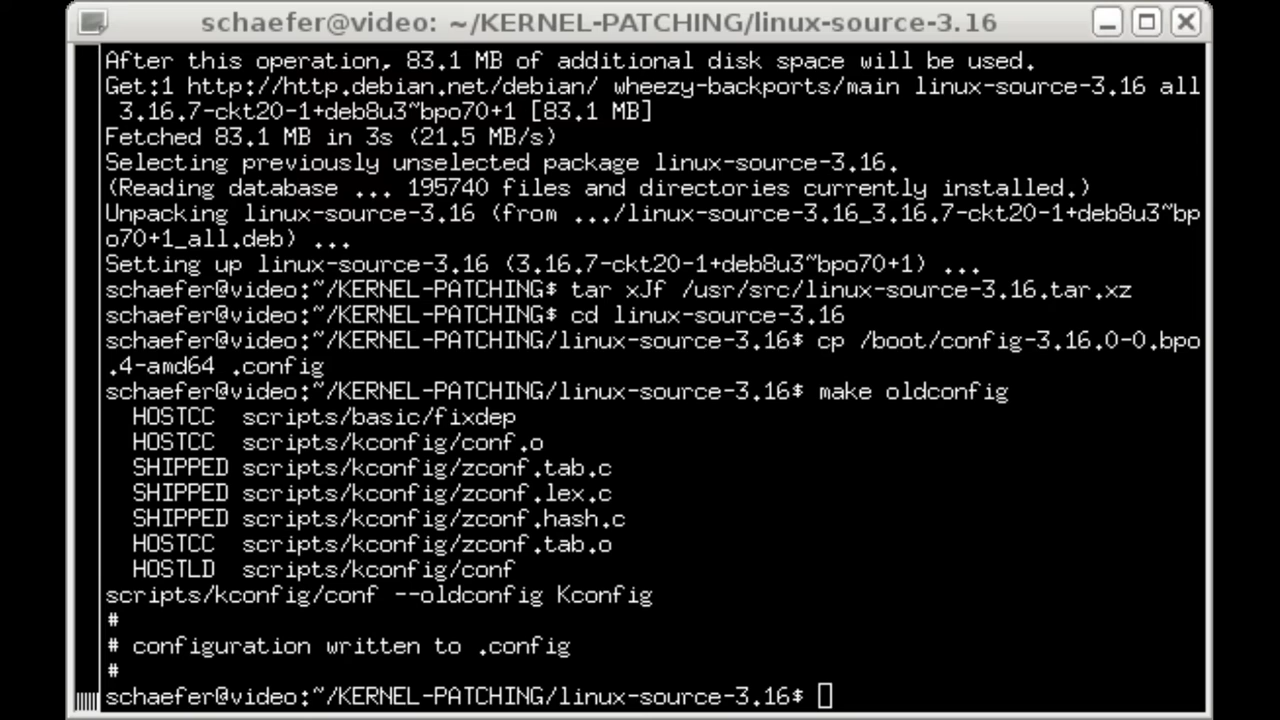 schaefer@video: ~/KERNEL-PATCHING/linux-source-3.16
After this operation, 83.1 MB of additional disk space will be used.
Get:1 http://http.debian.net/debian/ wheezy-backports/main linux-source-3.16 all
 3.16.7-ckt20-1+deb8u3~bpo70+1 [83.1 MB]
Fetched 83.1 MB in 3s (21.5 MB/s)
Selecting previously unselected package linux-source-3.16.
(Reading database ... 195740 files and directories currently installed.)
Unpacking linux-source-3.16 (from .../linux-source-3.16_3.16.7-ckt20-1+deb8u3~bp
o70+1_all.deb) ...
Setting up linux-source-3.16 (3.16.7-ckt20-1+deb8u3~bpo70+1) ...
schaefer@video:~/KERNEL-PATCHING$ tar xJf /usr/src/linux-source-3.16.tar.xz
schaefer@video:~/KERNEL-PATCHING$ cd linux-source-3.16
schaefer@video:~/KERNEL-PATCHING/linux-source-3.16$ cp /boot/config-3.16.0-0.bpo
.4-amd64 .config
schaefer@video:~/KERNEL-PATCHING/linux-source-3.16$ make oldconfig
  HOSTCC  scripts/basic/fixdep
  HOSTCC  scripts/kconfig/conf.o
  SHIPPED scripts/kconfig/zconf.tab.c
  SHIPPED scripts/kconfig/zconf.lex.c
  SHIPPED scripts/kconfig/zconf.hash.c
  HOSTCC  scripts/kconfig/zconf.tab.o
  HOSTLD  scripts/kconfig/conf
scripts/kconfig/conf --oldconfig Kconfig
#
# configuration written to .config
#
schaefer@video:~/KERNEL-PATCHING/linux-source-3.16$